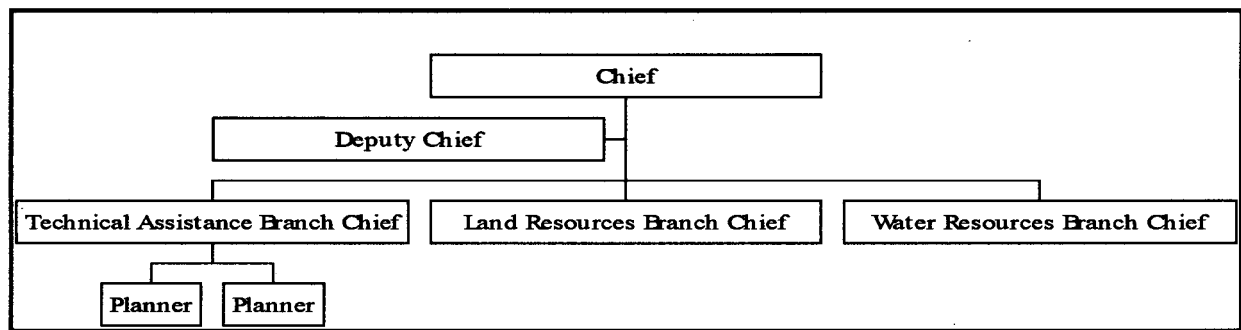 Chief
Deputy Chief
Technical Assistance Branch Chief
Land Resources Branch Chief
Water Resources Branch Chief
Planner
Planner